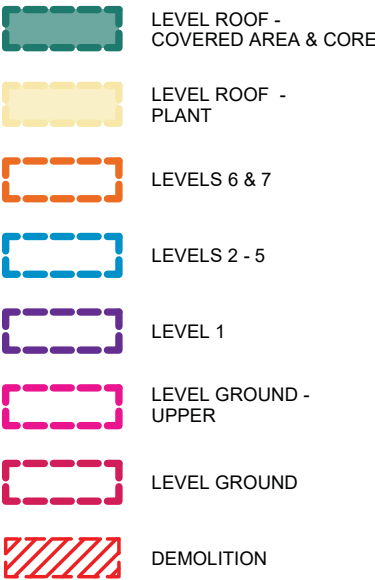 LEVEL ROOF -
COVERED AREA & CORE
LEVEL ROOF -
PLANT
LEVELS 6 & 7
LEVELS 2 - 5
LEVEL 1
LEVEL GROUND -
UPPER
LEVEL GROUND
DEMOLITION